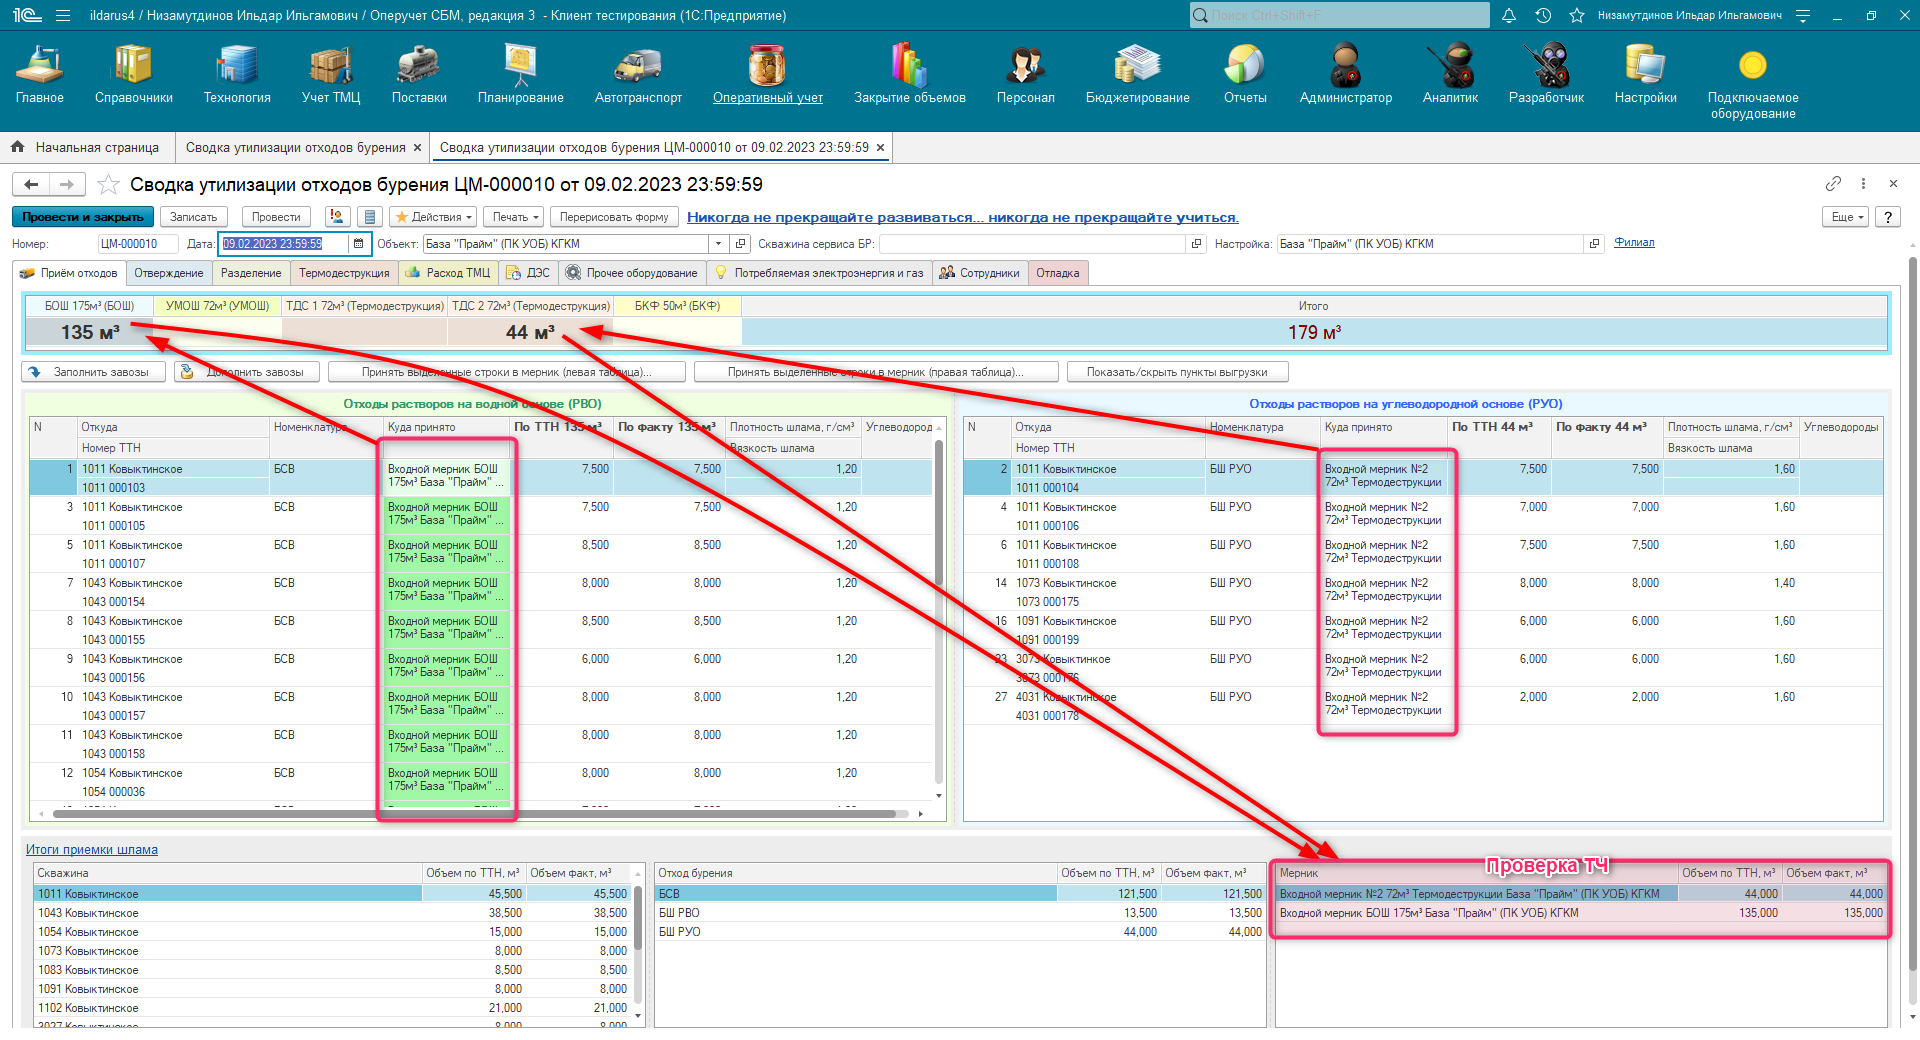 ildarus4 / Низамутдинов Ильдар Ильгамович / Оперучет СБМ, редакция 3 - Клиент тестирования (1С:Предприятие)
Поиск Ctrl+Shift+F
Низамутдинов Ильдар Ильгамович
Главное
Справочники
Технология
Учет ТМЦ
Поставки
Планирование
Автотранспорт
Оперативный учет
Закрытие объемов
Персонал
Бюджетирование
Отчеты
Администратор
Аналитик
Разработчик
Настройки
Подключаемое
оборудование
Начальная страница
Сводка утилизации отходов бурения ×
Сводка утилизации отходов бурения ЦМ-000010 от 09.02.2023 23:59:59 ×
Сводка утилизации отходов бурения ЦМ-000010 от 09.02.2023 23:59:59
Провести и закрыть
Записать
Провести
Действия
Печать
Перерисовать форму
Никогда не прекращайте развиваться... никогда не прекращайте учиться.
Еще
?
Номер: ЦМ-000010 Дата: 09.02.2023 23:59:59 Объект: База "Прайм" (ПК УОБ) КГКМ Скважина сервиса БР: Настройка: База "Прайм" (ПК УОБ) КГКМ Филиал
Приём отходов
Отверждение
Разделение
Термодеструкция
Расход ТМЦ
ДЭС
Прочее оборудование
Потребляемая электроэнергия и газ
Сотрудники
Отладка
БОШ 175м³ (БОШ) УМОШ 72м³ (УМОШ) ТДС 1 72м³ (Термодеструкция) ТДС 2 72м³ (Термодеструкция) БКФ 50м³ (БКФ) Итого
135 м³ 44 м³ 179 м³
Заполнить завозы
Дополнить завозы
Принять выделенные строки в мерник (левая таблица)...
Принять выделенные строки в мерник (правая таблица)...
Показать/скрыть пункты выгрузки
Отходы растворов на водной основе (РВО)
N Откуда Номенклатура Куда принято По ТТН 135 м³ По факту 135 м³ Плотность шлама, г/см³ Углеводород
Номер ТТН Вязкость шлама
1 1011 Ковыктинское БСВ Входной мерник БОШ 7,500 7,500 1,20
175м³ База "Прайм" ...
1011 000103
3 1011 Ковыктинское БСВ Входной мерник БОШ 7,500 7,500 1,20
175м³ База "Прайм" ...
1011 000105
5 1011 Ковыктинское БСВ Входной мерник БОШ 8,500 8,500 1,20
175м³ База "Прайм" ...
1011 000107
7 1043 Ковыктинское БСВ Входной мерник БОШ 8,000 8,000 1,20
175м³ База "Прайм" ...
1043 000154
8 1043 Ковыктинское БСВ Входной мерник БОШ 8,500 8,500 1,20
175м³ База "Прайм" ...
1043 000155
9 1043 Ковыктинское БСВ Входной мерник БОШ 6,000 6,000 1,20
175м³ База "Прайм" ...
1043 000156
10 1043 Ковыктинское БСВ Входной мерник БОШ 8,000 8,000 1,20
175м³ База "Прайм" ...
1043 000157
11 1043 Ковыктинское БСВ Входной мерник БОШ 8,000 8,000 1,20
175м³ База "Прайм" ...
1043 000158
12 1054 Ковыктинское БСВ Входной мерник БОШ 8,000 8,000 1,20
175м³ База "Прайм" ...
1054 000036
Отходы растворов на углеводородной основе (РУО)
N Откуда Номенклатура Куда принято По ТТН 44 м³ По факту 44 м³ Плотность шлама, г/см³ Углеводороды
Номер ТТН Вязкость шлама
2 1011 Ковыктинское БШ РУО Входной мерник №2 7,500 7,500 1,60
72м³ Термодеструкции
1011 000104
4 1011 Ковыктинское БШ РУО Входной мерник №2 7,000 7,000 1,60
72м³ Термодеструкции
1011 000106
6 1011 Ковыктинское БШ РУО Входной мерник №2 7,500 7,500 1,60
72м³ Термодеструкции
1011 000108
14 1073 Ковыктинское БШ РУО Входной мерник №2 8,000 8,000 1,40
72м³ Термодеструкции
1073 000175
16 1091 Ковыктинское БШ РУО Входной мерник №2 6,000 6,000 1,60
72м³ Термодеструкции
1091 000199
23 3073 Ковыктинкое БШ РУО Входной мерник №2 6,000 6,000 1,60
72м³ Термодеструкции
3073 000176
27 4031 Ковыктинское БШ РУО Входной мерник №2 2,000 2,000 1,60
72м³ Термодеструкции
4031 000178
Итоги приемки шлама
Скважина Объем по ТТН, м³ Объем факт, м³
1011 Ковыктинское 45,500 45,500
1043 Ковыктинское 38,500 38,500
1054 Ковыктинское 15,000 15,000
1073 Ковыктинское 8,000 8,000
1083 Ковыктинское 8,500 8,500
1091 Ковыктинское 8,000 8,000
1102 Ковыктинское 21,000 21,000
3027 Ковыктинское 8,000 8,000
Отход бурения Объем по ТТН, м³ Объем факт, м³
БСВ 121,500 121,500
БШ РВО 13,500 13,500
БШ РУО 44,000 44,000
Проверка ТЧ
Мерник Объем по ТТН, м³ Объем факт, м³
Входной мерник №2 72м³ Термодеструкции База "Прайм" (ПК УОБ) КГКМ 44,000 44,000
Входной мерник БОШ 175м³ База "Прайм" (ПК УОБ) КГКМ 135,000 135,000